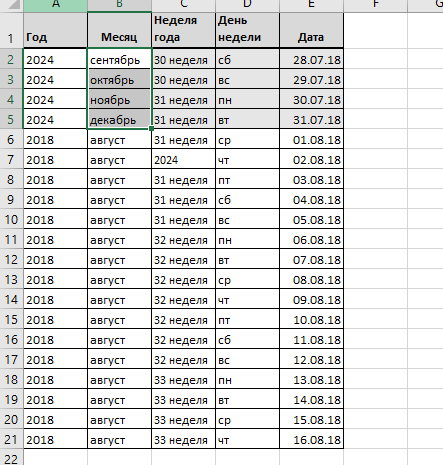 A B C D E F G
1 Год Месяц Неделя года День недели Дата
2 2024 сентябрь 30 неделя сб 28.07.18
3 2024 октябрь 30 неделя вс 29.07.18
4 2024 ноябрь 31 неделя пн 30.07.18
5 2024 декабрь 31 неделя вт 31.07.18
6 2018 август 31 неделя ср 01.08.18
7 2018 август 2024 чт 02.08.18
8 2018 август 31 неделя пт 03.08.18
9 2018 август 31 неделя сб 04.08.18
10 2018 август 31 неделя вс 05.08.18
11 2018 август 32 неделя пн 06.08.18
12 2018 август 32 неделя вт 07.08.18
13 2018 август 32 неделя ср 08.08.18
14 2018 август 32 неделя чт 09.08.18
15 2018 август 32 неделя пт 10.08.18
16 2018 август 32 неделя сб 11.08.18
17 2018 август 32 неделя вс 12.08.18
18 2018 август 33 неделя пн 13.08.18
19 2018 август 33 неделя вт 14.08.18
20 2018 август 33 неделя ср 15.08.18
21 2018 август 33 неделя чт 16.08.18
22